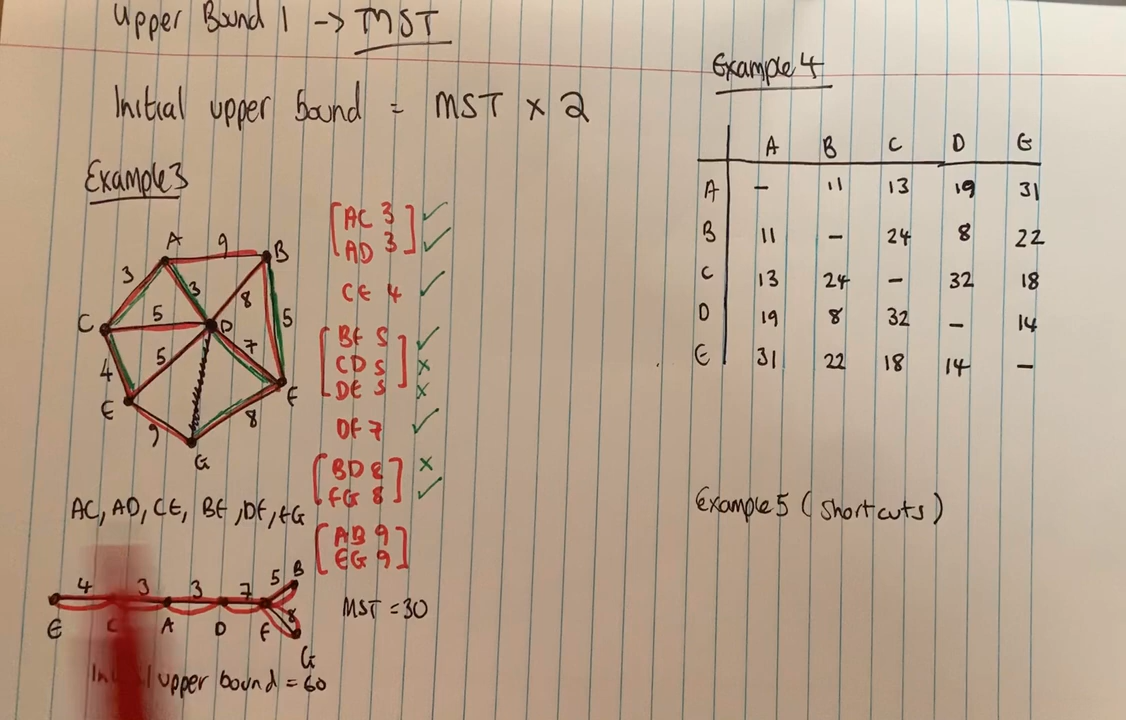 Upper Bound 1 -> MST
Initial upper bound = MST x 2
Example 3
A 9 B
3 3 8
C 5 D 5
4 5 7
E F
9 8
G
[AC 3] ✓
[AD 3] ✓
CE 4 ✓
[BF 5] ✓
[CD 5] ×
[DE 5] ×
DF 7 ✓
[BD 8] ×
[FG 8] ✓
[AB 9]
[EG 9]
AC, AD, CE, BF, DF, FG
4 3 3 7 5 B
E C A D F 8
G
MST = 30
upper bound = 60
Example 4
A B C D E
A - 11 13 19 31
B 11 - 24 8 22
C 13 24 - 32 18
D 19 8 32 - 14
E 31 22 18 14 -
Example 5 (shortcuts)